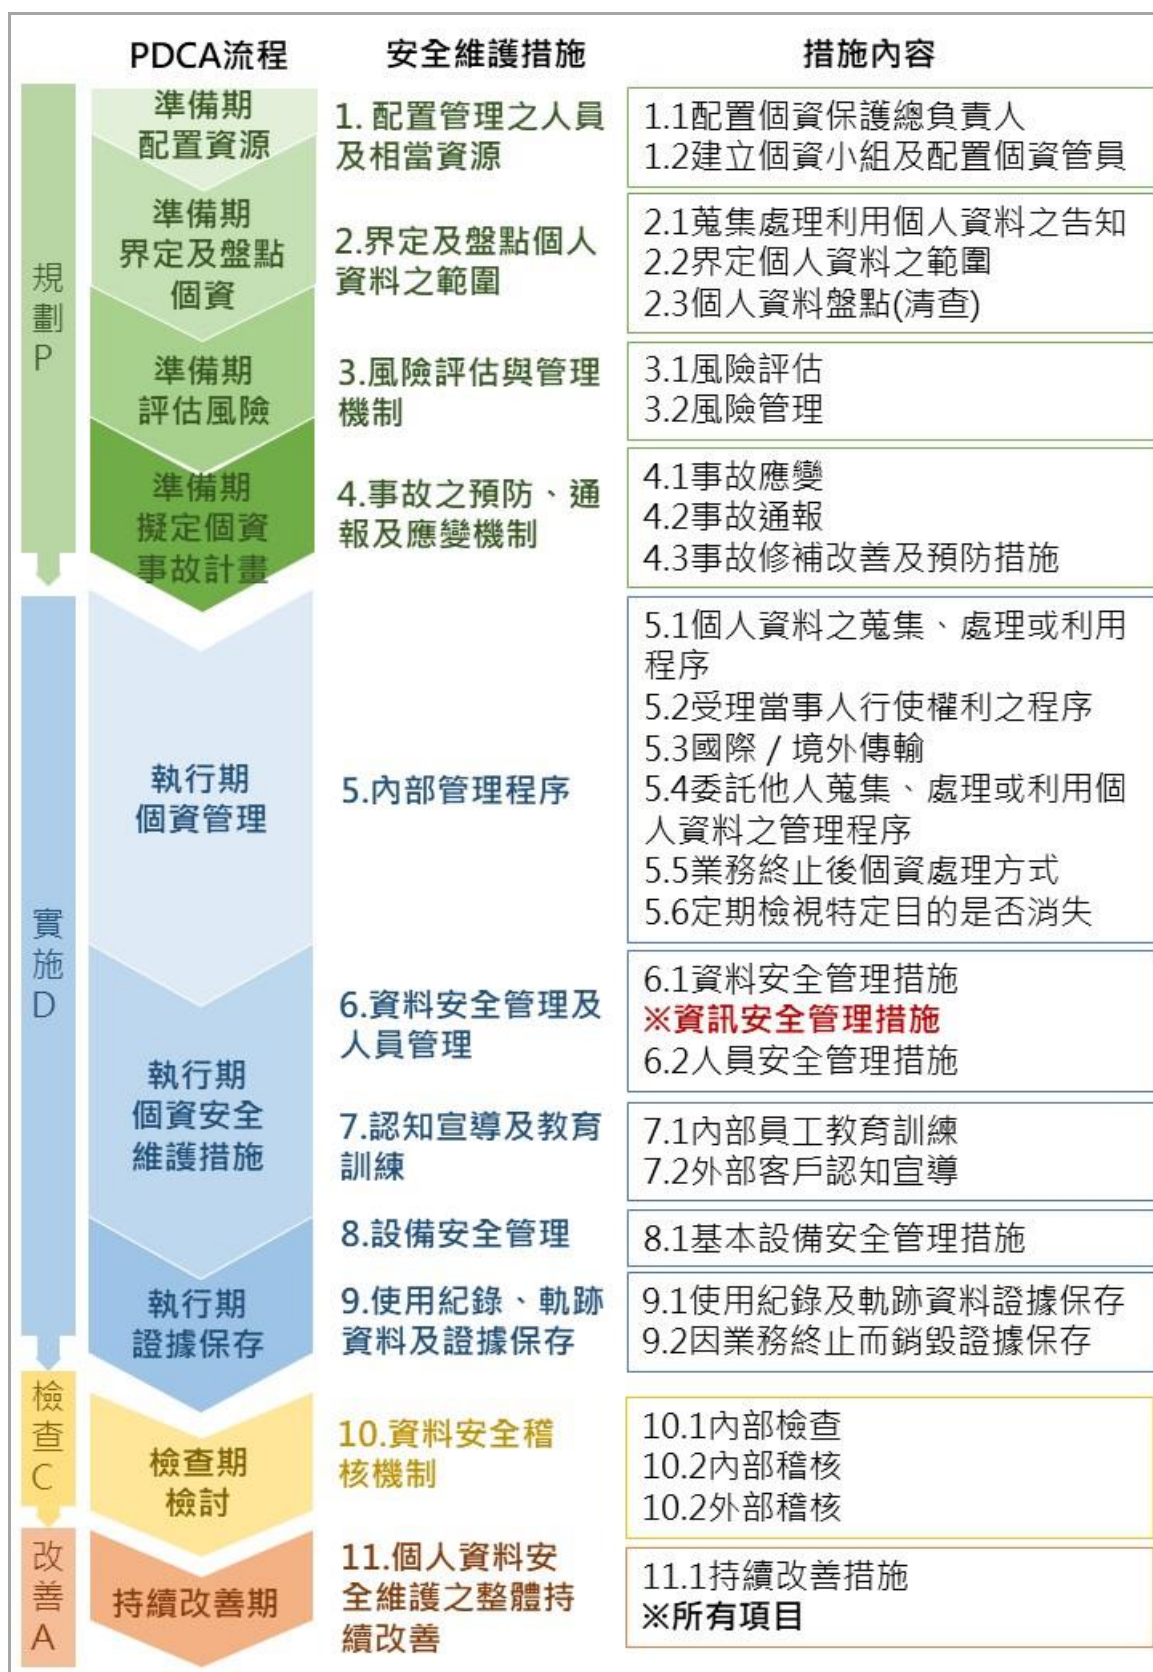 PDCA流程
安全維護措施
措施內容
規
劃
P
準備期
配置資源
1. 配置管理之人員
及相當資源
1.1配置個資保護總負責人
1.2建立個資小組及配置個資管員
準備期
界定及盤點
個資
2.界定及盤點個人
資料之範圍
2.1蒐集處理利用個人資料之告知
2.2界定個人資料之範圍
2.3個人資料盤點(清查)
準備期
評估風險
3.風險評估與管理
機制
3.1風險評估
3.2風險管理
準備期
擬定個資
事故計畫
4.事故之預防、通
報及應變機制
4.1事故應變
4.2事故通報
4.3事故修補改善及預防措施
實
施
D
執行期
個資管理
5.內部管理程序
5.1個人資料之蒐集、處理或利用
程序
5.2受理當事人行使權利之程序
5.3國際 / 境外傳輸
5.4委託他人蒐集、處理或利用個
人資料之管理程序
5.5業務終止後個資處理方式
5.6定期檢視特定目的是否消失
執行期
個資安全
維護措施
6.資料安全管理及
人員管理
6.1資料安全管理措施
※資訊安全管理措施
6.2人員安全管理措施
7.認知宣導及教育
訓練
7.1內部員工教育訓練
7.2外部客戶認知宣導
8.設備安全管理
8.1基本設備安全管理措施
執行期
證據保存
9.使用紀錄、軌跡
資料及證據保存
9.1使用紀錄及軌跡資料證據保存
9.2因業務終止而銷毀證據保存
檢
查
C
檢查期
檢討
10.資料安全稽
核機制
10.1內部檢查
10.2內部稽核
10.2外部稽核
改
善
A
持續改善期
11.個人資料安
全維護之整體持
續改善
11.1持續改善措施
※所有項目